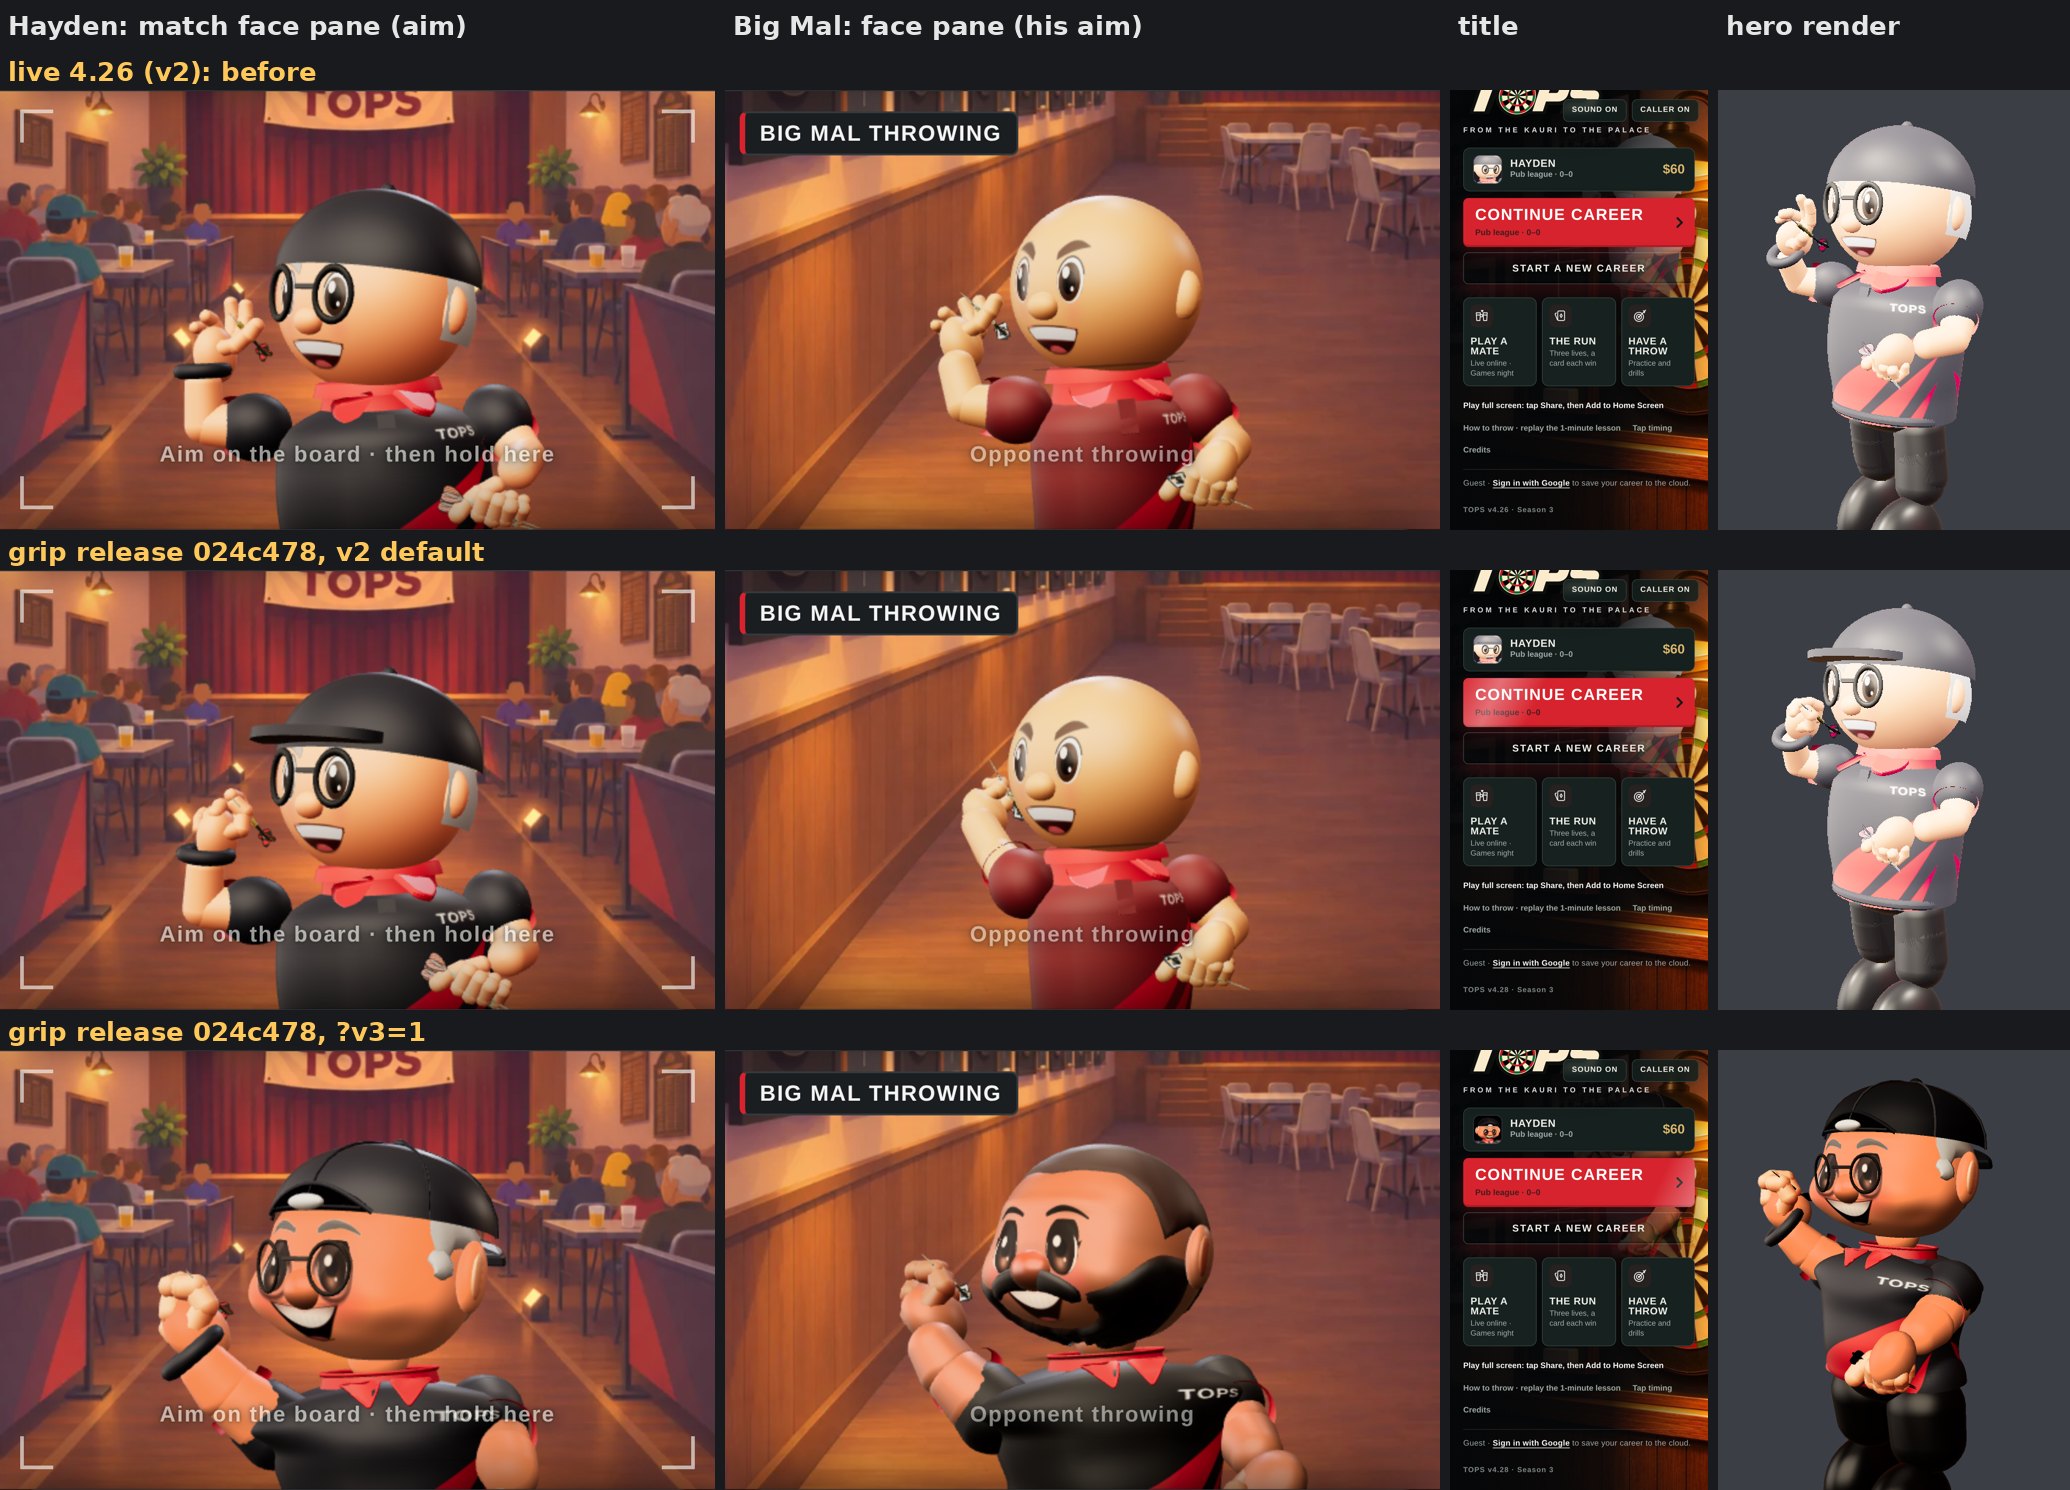 Hayden: match face pane (aim)
Big Mal: face pane (his aim)
title
hero render
live 4.26 (v2): before
TOPS
TOPS
Aim on the board · then hold here
BIG MAL THROWING
TOPS
Opponent throwing
TOPS
SOUND ON
CALLER ON
FROM THE KAURI TO THE PALACE
HAYDEN
Pub league · 0–0
$60
CONTINUE CAREER
Pub league · 0–0
START A NEW CAREER
PLAY A
MATE
Live online ·
Games night
THE RUN
Three lives, a
card each win
HAVE A
THROW
Practice and
drills
Play full screen: tap Share, then Add to Home Screen
How to throw · replay the 1-minute lesson
Tap timing
Credits
Guest · Sign in with Google to save your career to the cloud.
TOPS v4.26 · Season 3
TOPS
grip release 024c478, v2 default
TOPS
TOPS
Aim on the board · then hold here
BIG MAL THROWING
TOPS
Opponent throwing
TOPS
SOUND ON
CALLER ON
FROM THE KAURI TO THE PALACE
HAYDEN
Pub league · 0–0
$60
CONTINUE CAREER
Pub league · 0–0
START A NEW CAREER
PLAY A
MATE
Live online ·
Games night
THE RUN
Three lives, a
card each win
HAVE A
THROW
Practice and
drills
Play full screen: tap Share, then Add to Home Screen
How to throw · replay the 1-minute lesson
Tap timing
Credits
Guest · Sign in with Google to save your career to the cloud.
TOPS v4.28 · Season 3
TOPS
grip release 024c478, ?v3=1
TOPS
Aim on the board · then hold here
TOPS
BIG MAL THROWING
TOPS
Opponent throwing
TOPS
SOUND ON
CALLER ON
FROM THE KAURI TO THE PALACE
HAYDEN
Pub league · 0–0
$60
CONTINUE CAREER
Pub league · 0–0
START A NEW CAREER
PLAY A
MATE
Live online ·
Games night
THE RUN
Three lives, a
card each win
HAVE A
THROW
Practice and
drills
Play full screen: tap Share, then Add to Home Screen
How to throw · replay the 1-minute lesson
Tap timing
Credits
Guest · Sign in with Google to save your career to the cloud.
TOPS v4.28 · Season 3
TOPS